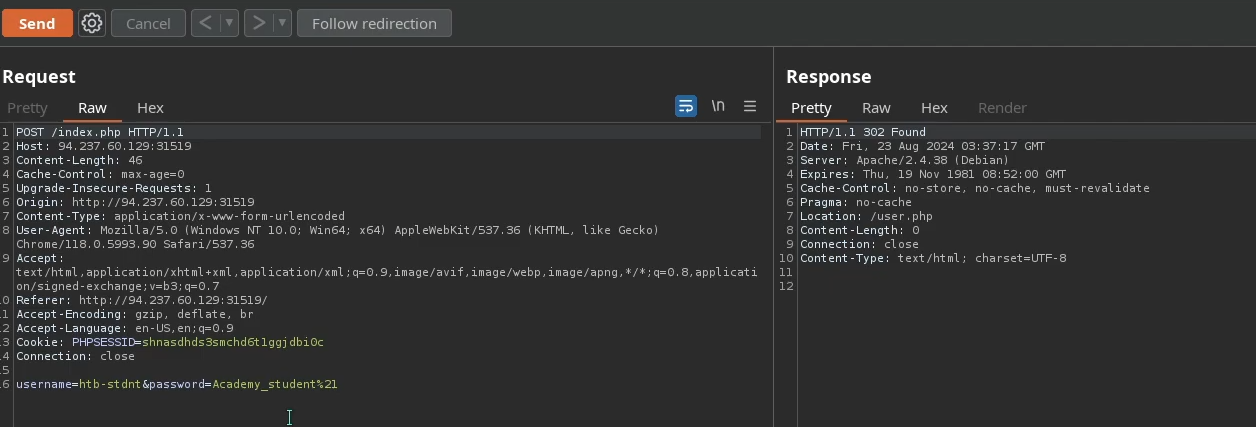 Send Cancel < > Follow redirection
Request
Pretty Raw Hex \n
1 POST /index.php HTTP/1.1
2 Host: 94.237.60.129:31519
3 Content-Length: 46
4 Cache-Control: max-age=0
5 Upgrade-Insecure-Requests: 1
6 Origin: http://94.237.60.129:31519
7 Content-Type: application/x-www-form-urlencoded
8 User-Agent: Mozilla/5.0 (Windows NT 10.0; Win64; x64) AppleWebKit/537.36 (KHTML, like Gecko)
Chrome/118.0.5993.90 Safari/537.36
9 Accept:
text/html,application/xhtml+xml,application/xml;q=0.9,image/avif,image/webp,image/apng,*/*;q=0.8,applicati
on/signed-exchange;v=b3;q=0.7
0 Referer: http://94.237.60.129:31519/
1 Accept-Encoding: gzip, deflate, br
2 Accept-Language: en-US,en;q=0.9
3 Cookie: PHPSESSID=shnasdhds3smchd6t1ggjdbi0c
4 Connection: close
5
6 username=htb-stdnt&password=Academy_student%21
Response
Pretty Raw Hex Render
1 HTTP/1.1 302 Found
2 Date: Fri, 23 Aug 2024 03:37:17 GMT
3 Server: Apache/2.4.38 (Debian)
4 Expires: Thu, 19 Nov 1981 08:52:00 GMT
5 Cache-Control: no-store, no-cache, must-revalidate
6 Pragma: no-cache
7 Location: /user.php
8 Content-Length: 0
9 Connection: close
10 Content-Type: text/html; charset=UTF-8
11
12